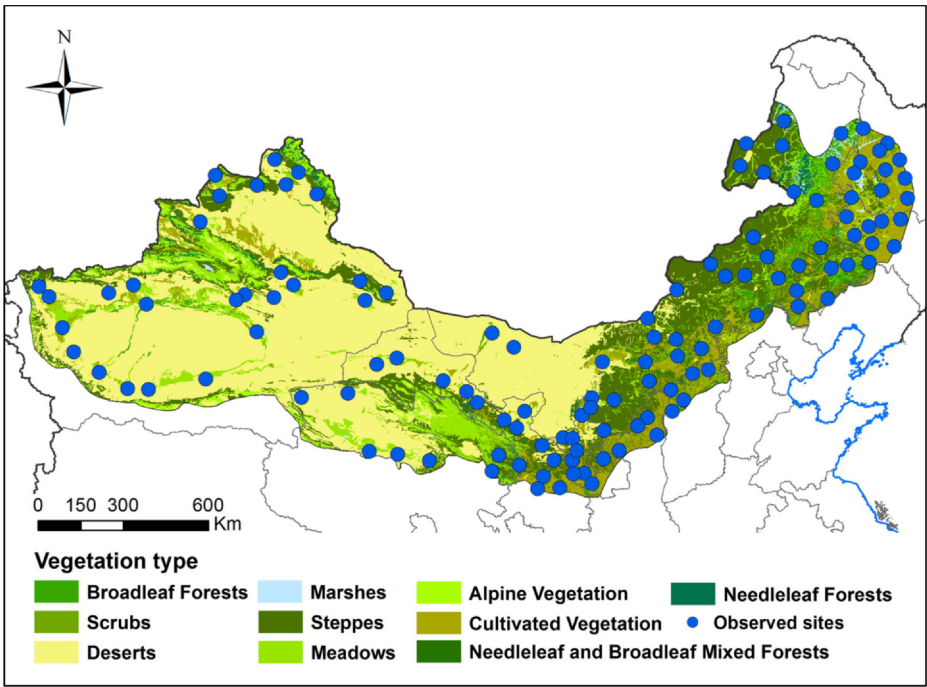 N
0 150 300 600
Km
Vegetation type
Broadleaf Forests Marshes Alpine Vegetation Needleleaf Forests
Scrubs Steppes Cultivated Vegetation Observed sites
Deserts Meadows Needleleaf and Broadleaf Mixed Forests